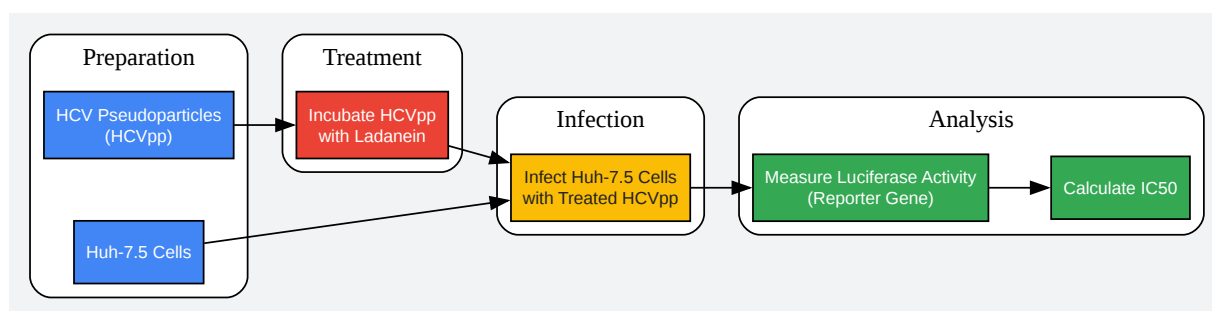 Preparation
HCV Pseudoparticles
(HCVpp)
Huh-7.5 Cells
Treatment
Incubate HCVpp
with Ladanein
Infection
Infect Huh-7.5 Cells
with Treated HCVpp
Analysis
Measure Luciferase Activity
(Reporter Gene)
Calculate IC50